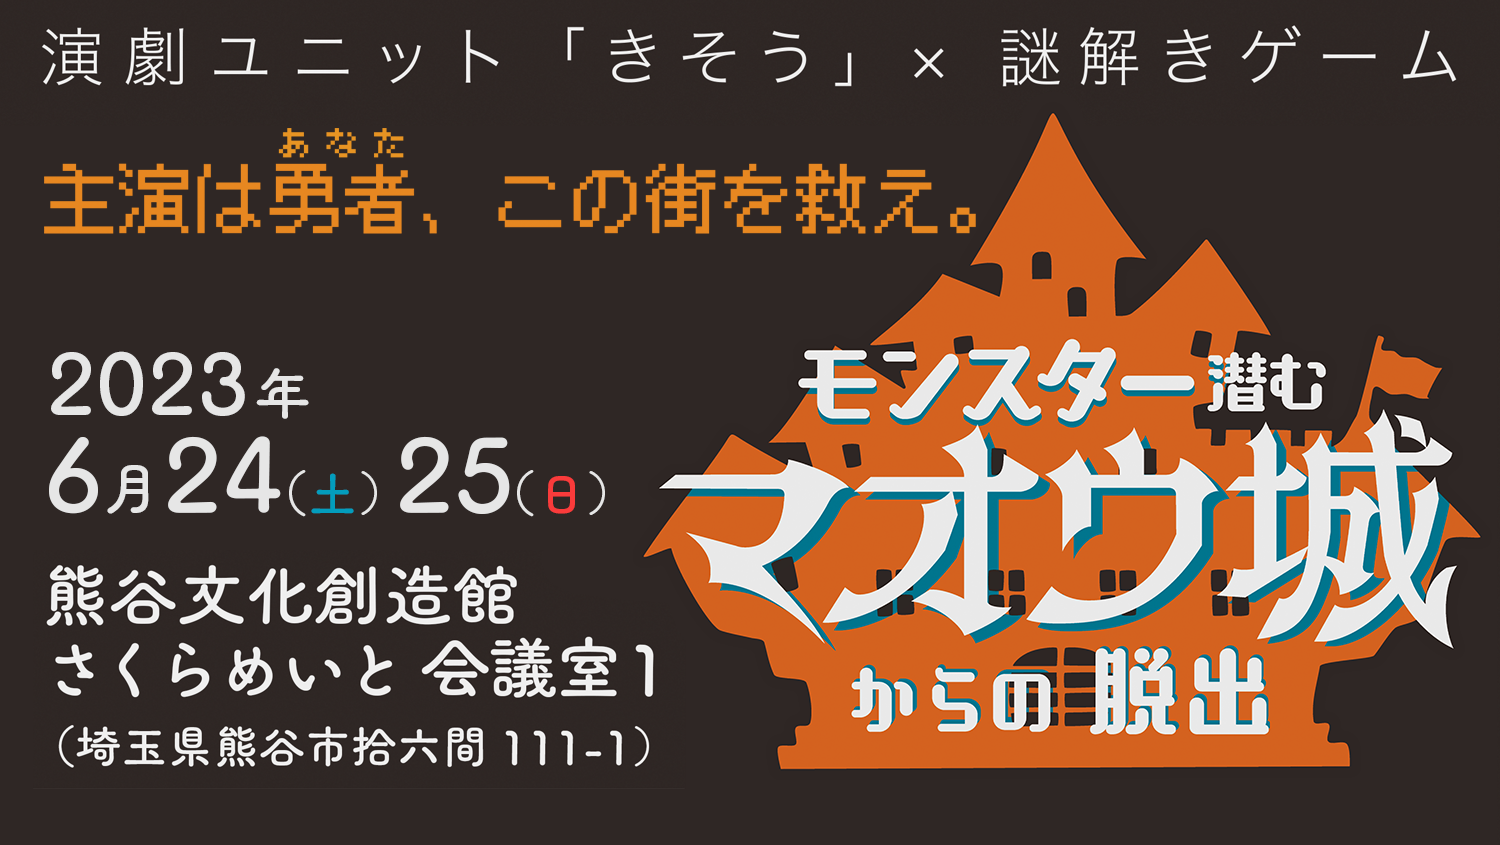 演劇ユニット「きそう」× 謎解きゲーム
あなた
主演は勇者、この街を救え。
2023年
6月24(土) 25(日)
熊谷文化創造館
さくらめいと 会議室1
(埼玉県熊谷市拾六間 111-1)
モンスター潜む
マオウ城
からの脱出